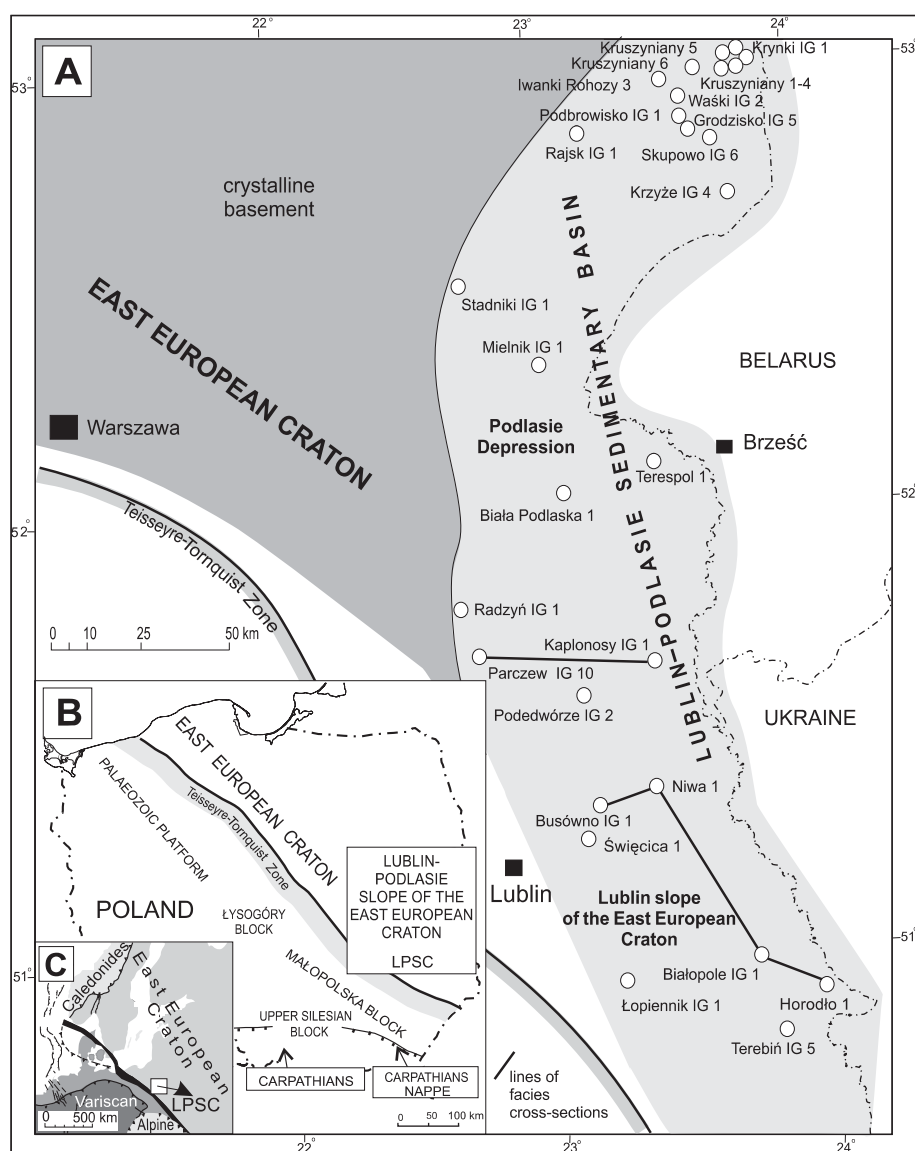 22°
23°
24°
53°
53°
52°
52°
51°
51°
A
Kruszyniany 5
Krynki IG 1
Kruszyniany 6
Iwanki Rohozy 3
Kruszyniany 1-4
Waśki IG 2
Podbrowisko IG 1
Grodzisko IG 5
Rajsk IG 1
Skupowo IG 6
Krzyże IG 4
crystalline
basement
EAST EUROPEAN CRATON
LUBLIN–PODLASIE SEDIMENTARY BASIN
Stadniki IG 1
Mielnik IG 1
BELARUS
Warszawa
Podlasie
Depression
Brześć
Terespol 1
Biała Podlaska 1
Teisseyre-Tornquist Zone
Radzyń IG 1
0 10 25 50 km
Kaplonosy IG 1
Parczew IG 10
Podedwórze IG 2
UKRAINE
Niwa 1
Busówno IG 1
Święcica 1
Lublin
Lublin slope
of the East European
Craton
Białopole IG 1
Łopiennik IG 1
Horodło 1
Terebiń IG 5
lines of
facies
cross-sections
B
EAST EUROPEAN CRATON
PALAEOZOIC PLATFORM
Teisseyre-Tornquist Zone
POLAND
ŁYSOGÓRY
BLOCK
LUBLIN-
PODLASIE
SLOPE OF THE
EAST EUROPEAN
CRATON
LPSC
MAŁOPOLSKA BLOCK
UPPER SILESIAN
BLOCK
CARPATHIANS
CARPATHIANS
NAPPE
0 50 100 km
C
Caledonides
East European
Craton
Variscan
LPSC
0 500 km
Alpine
22°
23°
24°